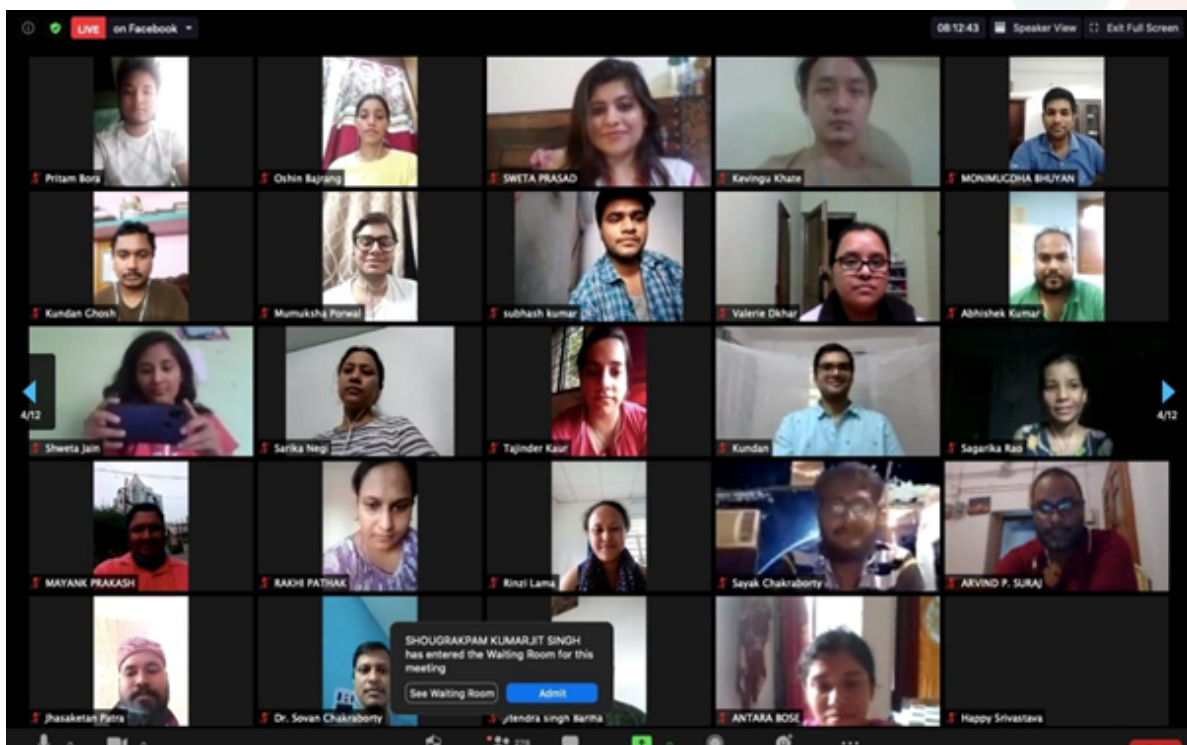 LIVE on Facebook
08:12:43 Speaker View Exit Full Screen
Pritam Bora
Oshin Bajrang
SWETA PRASAD
Kevingu Khate
MONIMUGDHA BHUYAN
Kundan Ghosh
Mumuksha Porwal
subhash kumar
Valerie Dkhar
Abhishek Kumar
4/12
Shweta Jain
Sarika Negi
Tajinder Kaur
Kundan
Sagarika Rao
4/12
MAYANK PRAKASH
RAKHI PATHAK
Rinzi Lama
Sayak Chakraborty
ARVIND P. SURAJ
SHOUGRAKPAM KUMARJIT SINGH
has entered the Waiting Room for this
meeting
See Waiting Room Admit
Jhasaketan Patra
Dr. Sovan Chakraborty
singh Bariha
ANTARA BOSE
Happy Srivastava